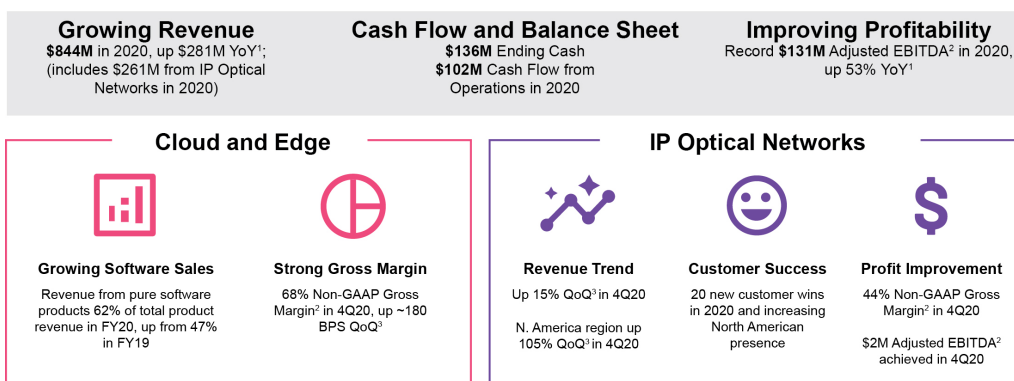 Growing Revenue
$844M in 2020, up $281M YoY¹;
(includes $261M from IP Optical
Networks in 2020)
Cash Flow and Balance Sheet
$136M Ending Cash
$102M Cash Flow from
Operations in 2020
Improving Profitability
Record $131M Adjusted EBITDA² in 2020,
up 53% YoY¹
Cloud and Edge
Growing Software Sales
Revenue from pure software
products 62% of total product
revenue in FY20, up from 47%
in FY19
Strong Gross Margin
68% Non-GAAP Gross
Margin² in 4Q20, up ~180
BPS QoQ³
IP Optical Networks
Revenue Trend
Up 15% QoQ³ in 4Q20
N. America region up
105% QoQ³ in 4Q20
Customer Success
20 new customer wins
in 2020 and increasing
North American
presence
Profit Improvement
44% Non-GAAP Gross
Margin² in 4Q20
$2M Adjusted EBITDA²
achieved in 4Q20